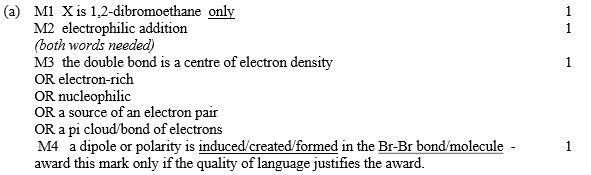 (a) M1 X is 1,2-dibromoethane only 1
M2 electrophilic addition 1
(both words needed)
M3 the double bond is a centre of electron density 1
OR electron-rich
OR nucleophilic
OR a source of an electron pair
OR a pi cloud/bond of electrons
M4 a dipole or polarity is induced/created/formed in the Br-Br bond/molecule - 1
award this mark only if the quality of language justifies the award.